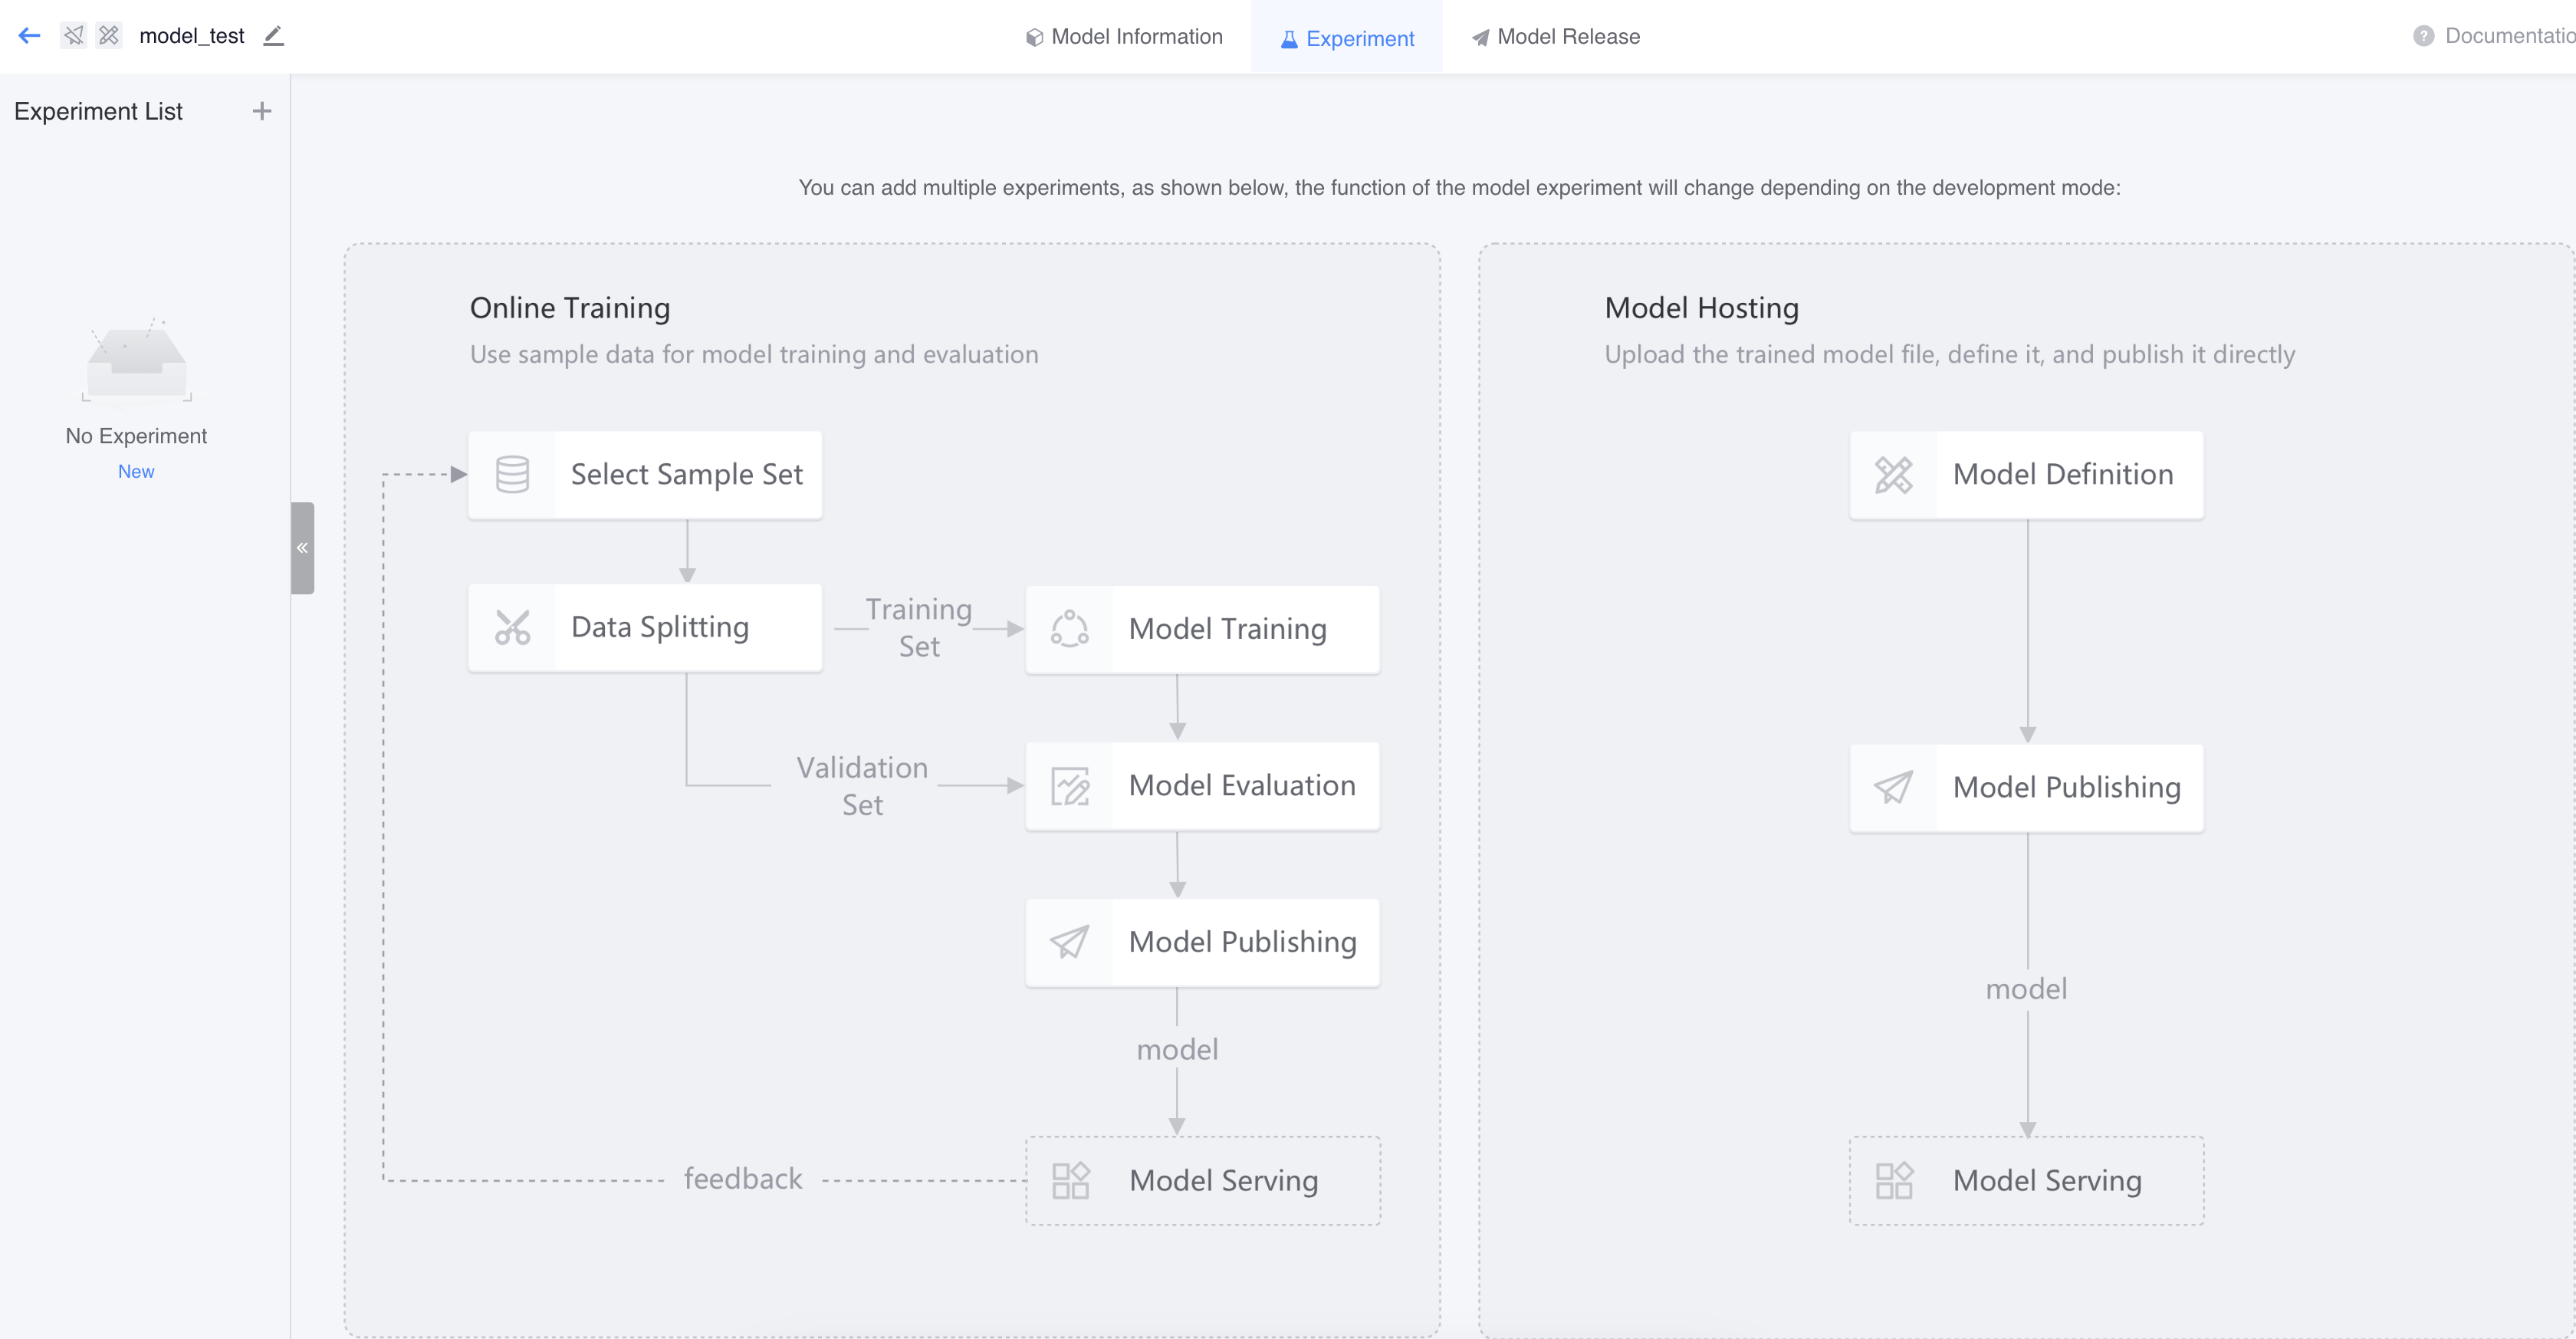 model_test
Model Information
Experiment
Model Release
Documentatio
Experiment List
No Experiment
New
You can add multiple experiments, as shown below, the function of the model experiment will change depending on the development mode:
Online Training
Use sample data for model training and evaluation
Select Sample Set
Data Splitting
Training
Set
Model Training
Validation
Set
Model Evaluation
Model Publishing
model
feedback
Model Serving
Model Hosting
Upload the trained model file, define it, and publish it directly
Model Definition
Model Publishing
model
Model Serving